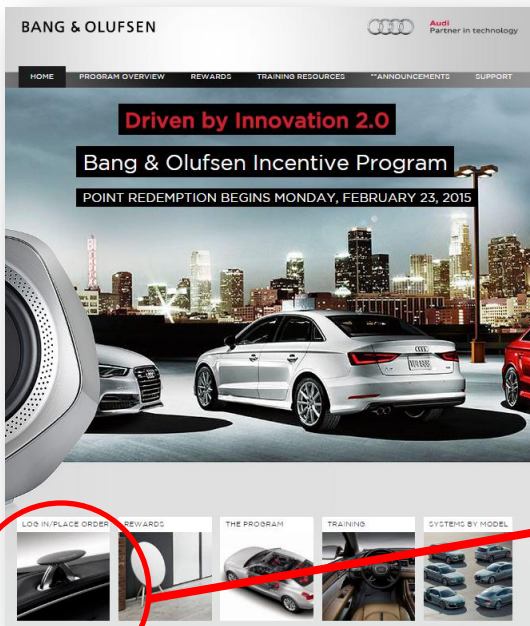 BANG & OLUFSEN
Audi
Partner in technology
HOME PROGRAM OVERVIEW REWARDS TRAINING RESOURCES **ANNOUNCEMENTS SUPPORT
Driven by Innovation 2.0
Bang & Olufsen Incentive Program
POINT REDEMPTION BEGINS MONDAY, FEBRUARY 23, 2015
LOG IN/PLACE ORDER REWARDS THE PROGRAM TRAINING SYSTEMS BY MODEL